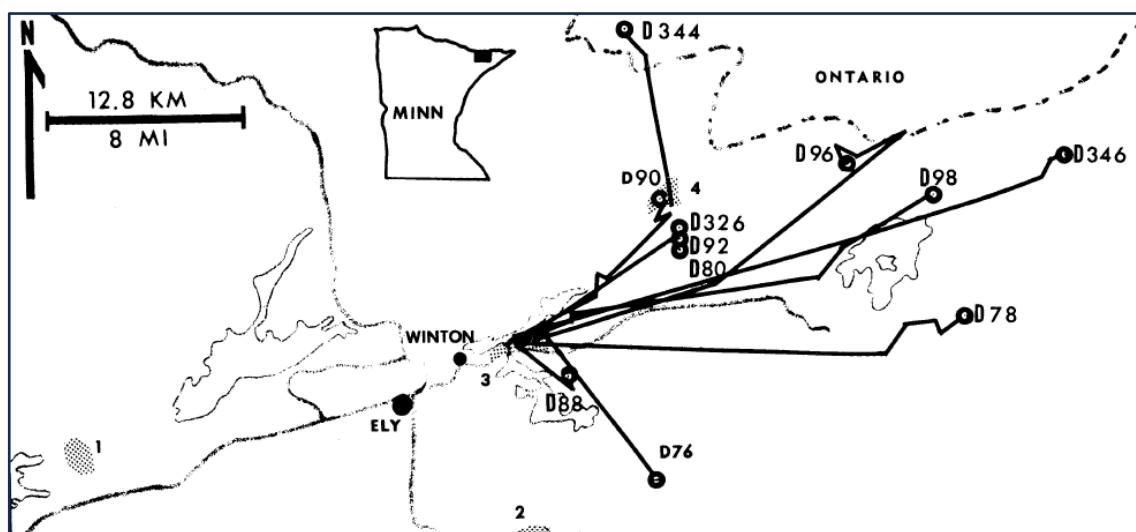 N
12.8 KM
8 MI
MINN
D344
ONTARIO
D96
D346
D90
4
D98
D326
D92
D80
D78
WINTON
3
D88
ELY
D76
1
2